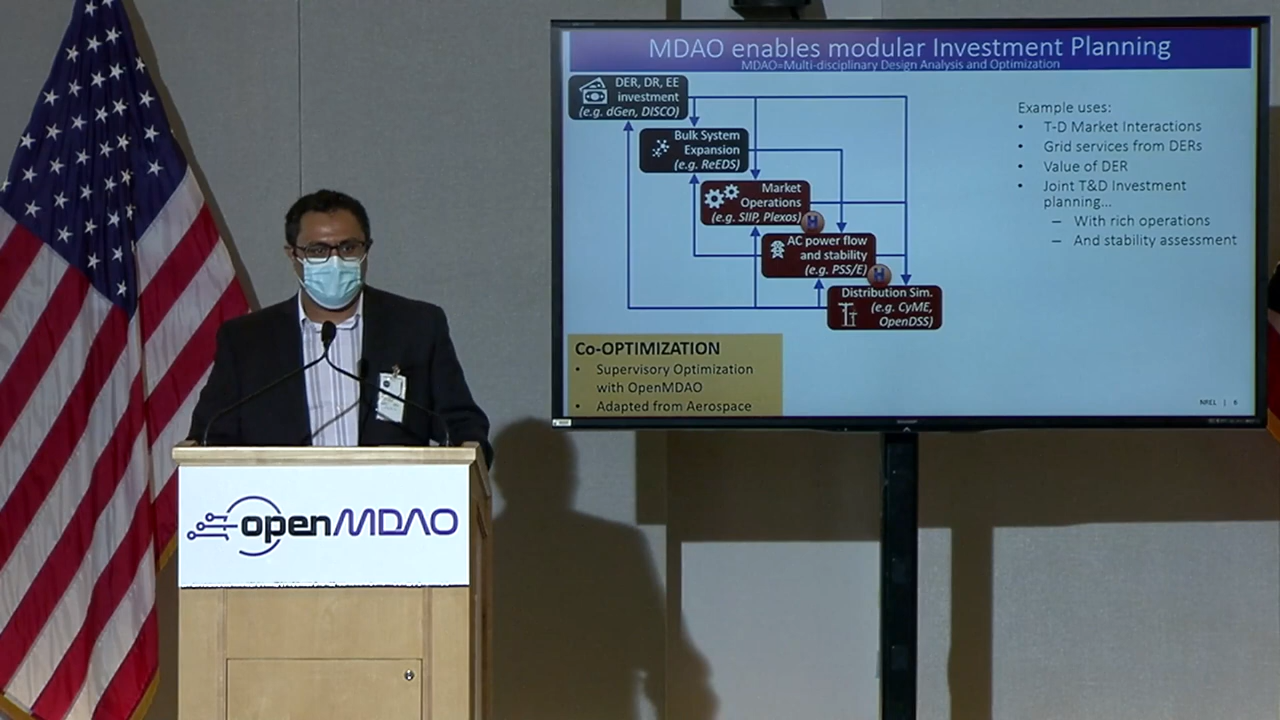 MDAO enables modular Investment Planning
MDAO=Multi-disciplinary Design Analysis and Optimization
DER, DR, EE
investment
(e.g. dGen, DISCO)
Bulk System
Expansion
(e.g. ReEDS)
Market
Operations
(e.g. SIIP, Plexos)
H
AC power flow
and stability
(e.g. PSS/E)
H
Distribution Sim.
(e.g. CyME,
OpenDSS)
Example uses:
• T-D Market Interactions
• Grid services from DERs
• Value of DER
• Joint T&D Investment
planning...
– With rich operations
– And stability assessment
Co-OPTIMIZATION
• Supervisory Optimization
with OpenMDAO
• Adapted from Aerospace
NREL | 6
openMDAO